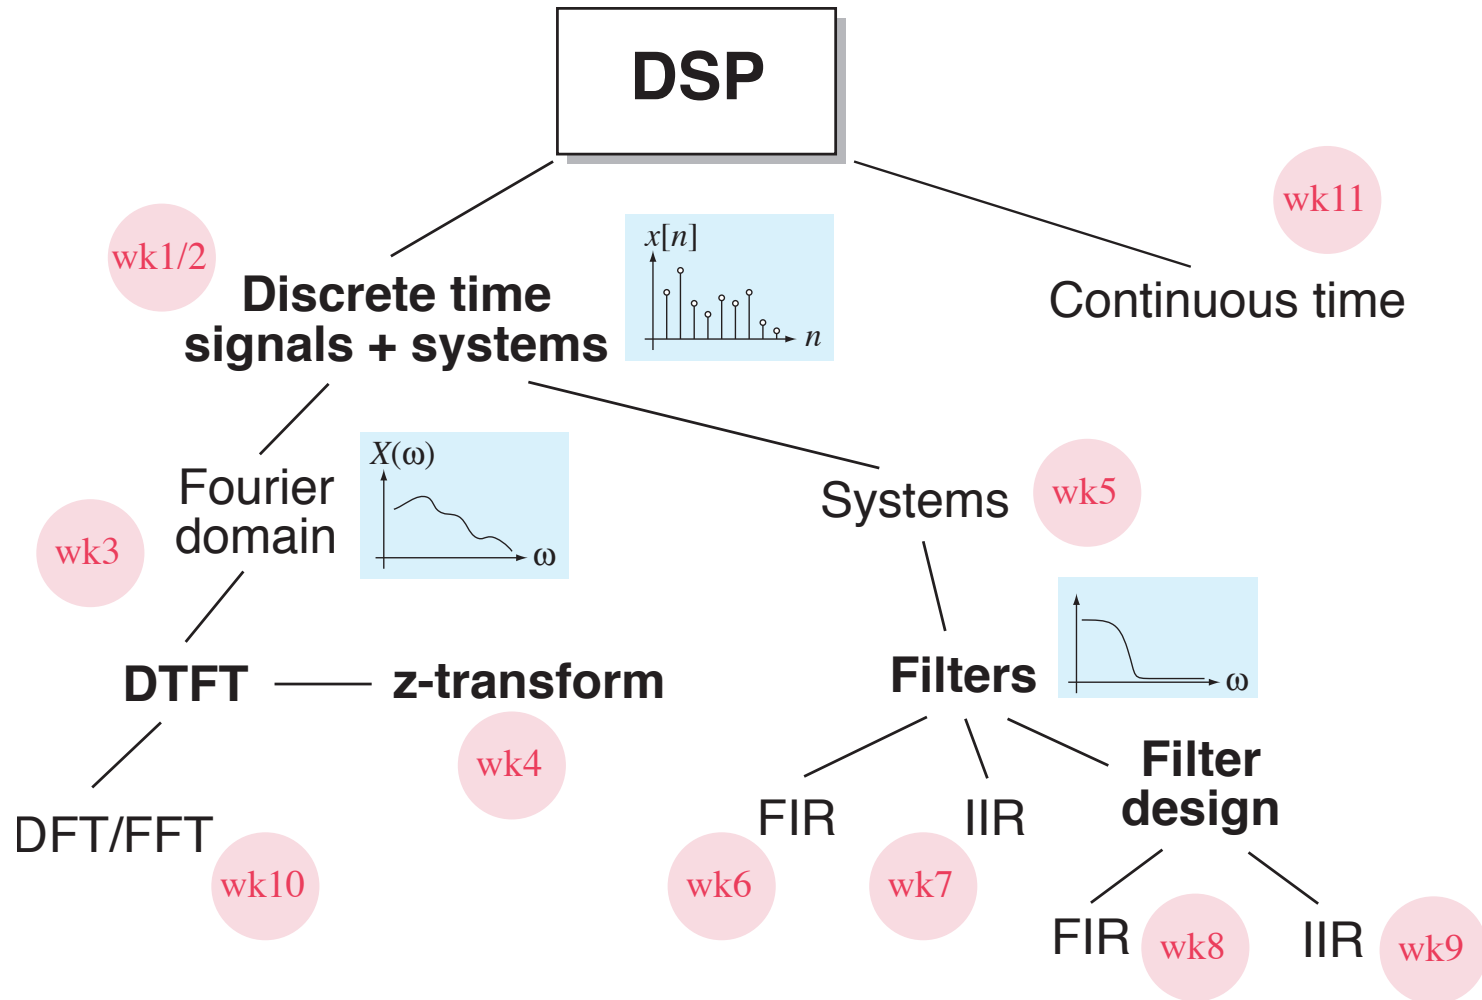 DSP
wk11
wk1/2
Discrete time
signals + systems
x[n]
n
Continuous time
Fourier
domain
X(ω)
ω
wk3
Systems
wk5
DTFT
z-transform
wk4
Filters
ω
DFT/FFT
wk10
FIR
wk6
IIR
wk7
Filter
design
FIR
wk8
IIR
wk9